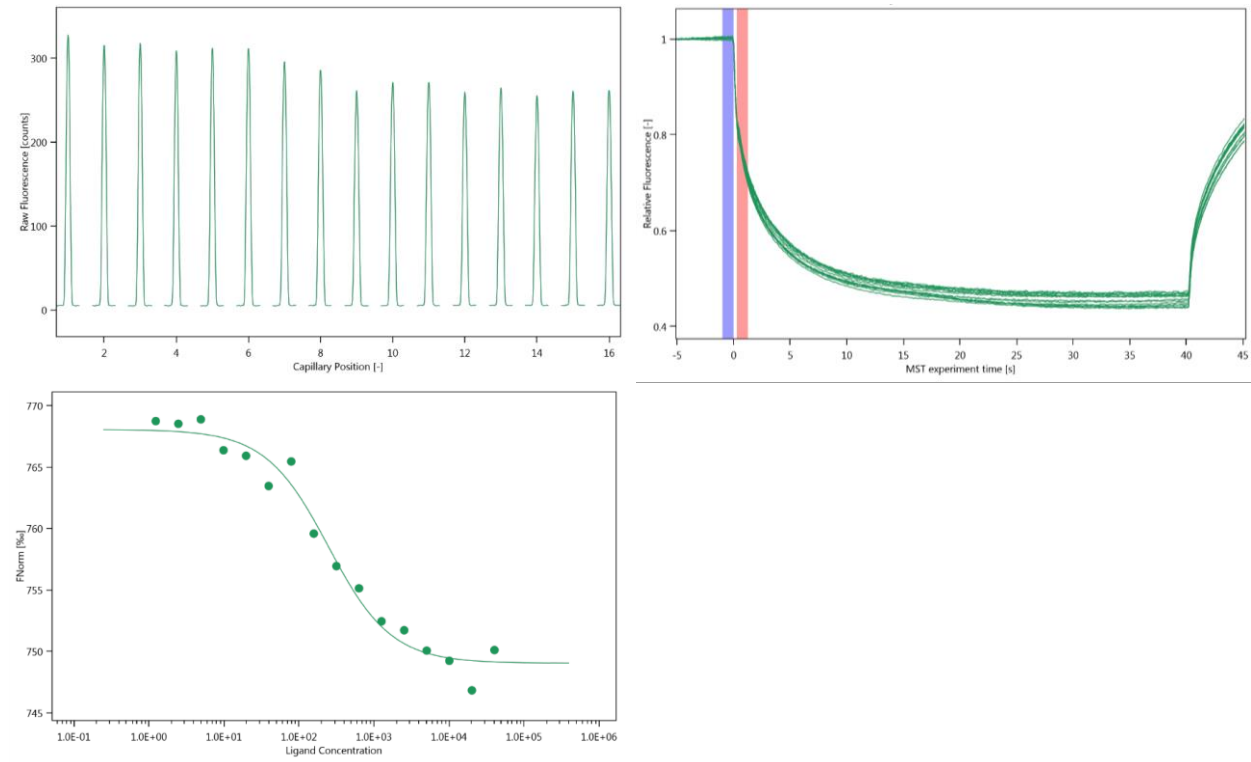 Raw Fluorescence [counts]
300
200
100
0
2 4 6 8 10 12 14 16
Capillary Position [-]
Relative Fluorescence [-]
1
0.8
0.6
0.4
-5 0 5 10 15 20 25 30 35 40 45
MST experiment time [s]
FNorm [‰]
770
765
760
755
750
745
1.0E-01 1.0E+00 1.0E+01 1.0E+02 1.0E+03 1.0E+04 1.0E+05 1.0E+06
Ligand Concentration